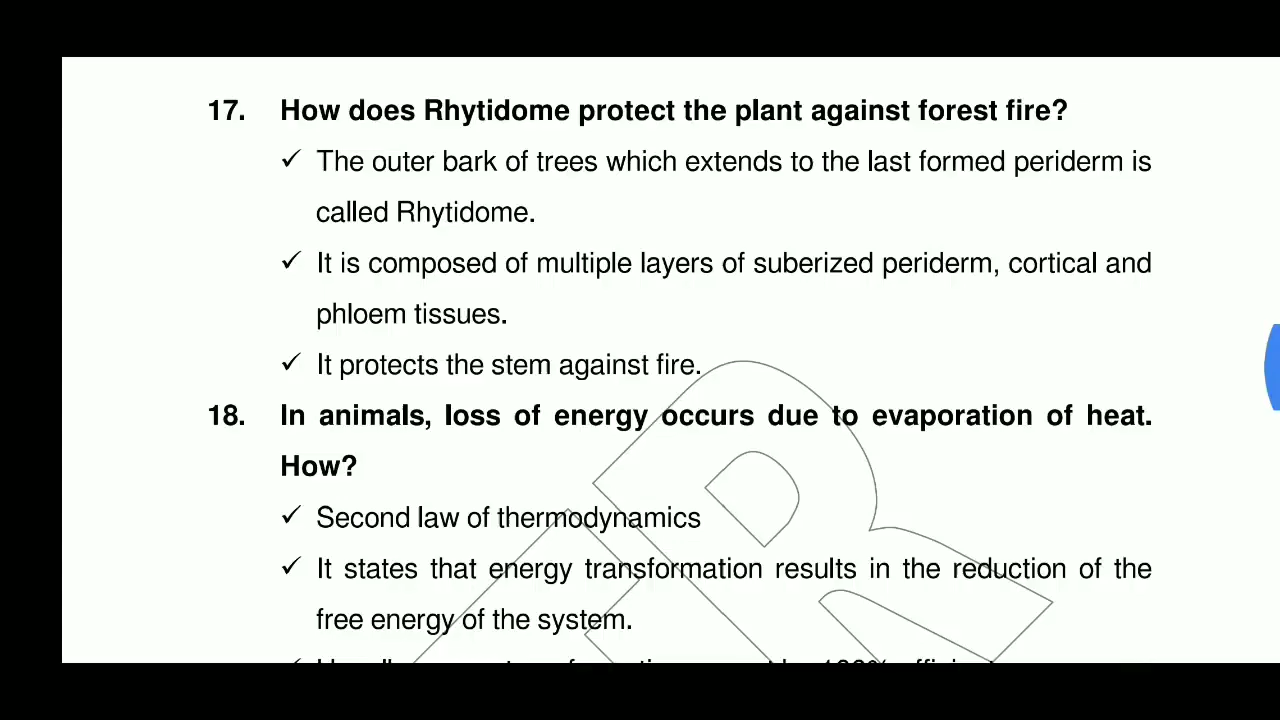 17. How does Rhytidome protect the plant against forest fire?
✓ The outer bark of trees which extends to the last formed periderm is
called Rhytidome.
✓ It is composed of multiple layers of suberized periderm, cortical and
phloem tissues.
✓ It protects the stem against fire.
18. In animals, loss of energy occurs due to evaporation of heat.
How?
✓ Second law of thermodynamics
✓ It states that energy transformation results in the reduction of the
free energy of the system.